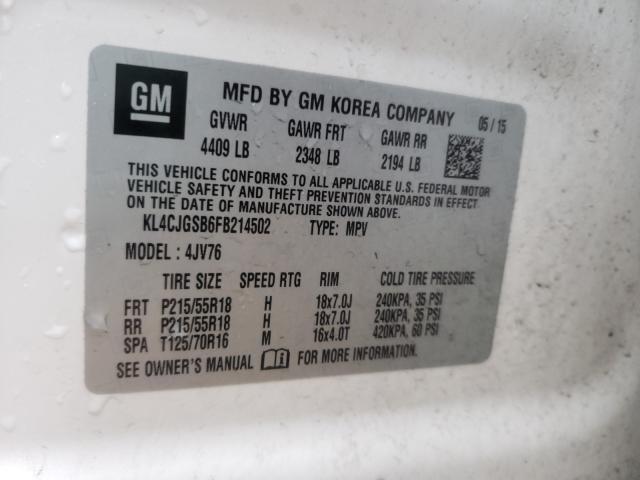 GM
MFD BY GM KOREA COMPANY 05 / 15
GVWR GAWR FRT GAWR RR
4409 LB 2348 LB 2194 LB
THIS VEHICLE CONFORMS TO ALL APPLICABLE U.S. FEDERAL MOTOR
VEHICLE SAFETY AND THEFT PREVENTION STANDARDS IN EFFECT
ON THE DATE OF MANUFACTURE SHOWN ABOVE.
KL4CJGSB6FB214502 TYPE: MPV
MODEL : 4JV76
TIRE SIZE SPEED RTG RIM COLD TIRE PRESSURE
FRT P215/55R18 H 18x7.0J 240KPA, 35 PSI
RR P215/55R18 H 18x7.0J 240KPA, 35 PSI
SPA T125/70R16 M 16x4.0T 420KPA, 60 PSI
SEE OWNER'S MANUAL FOR MORE INFORMATION.